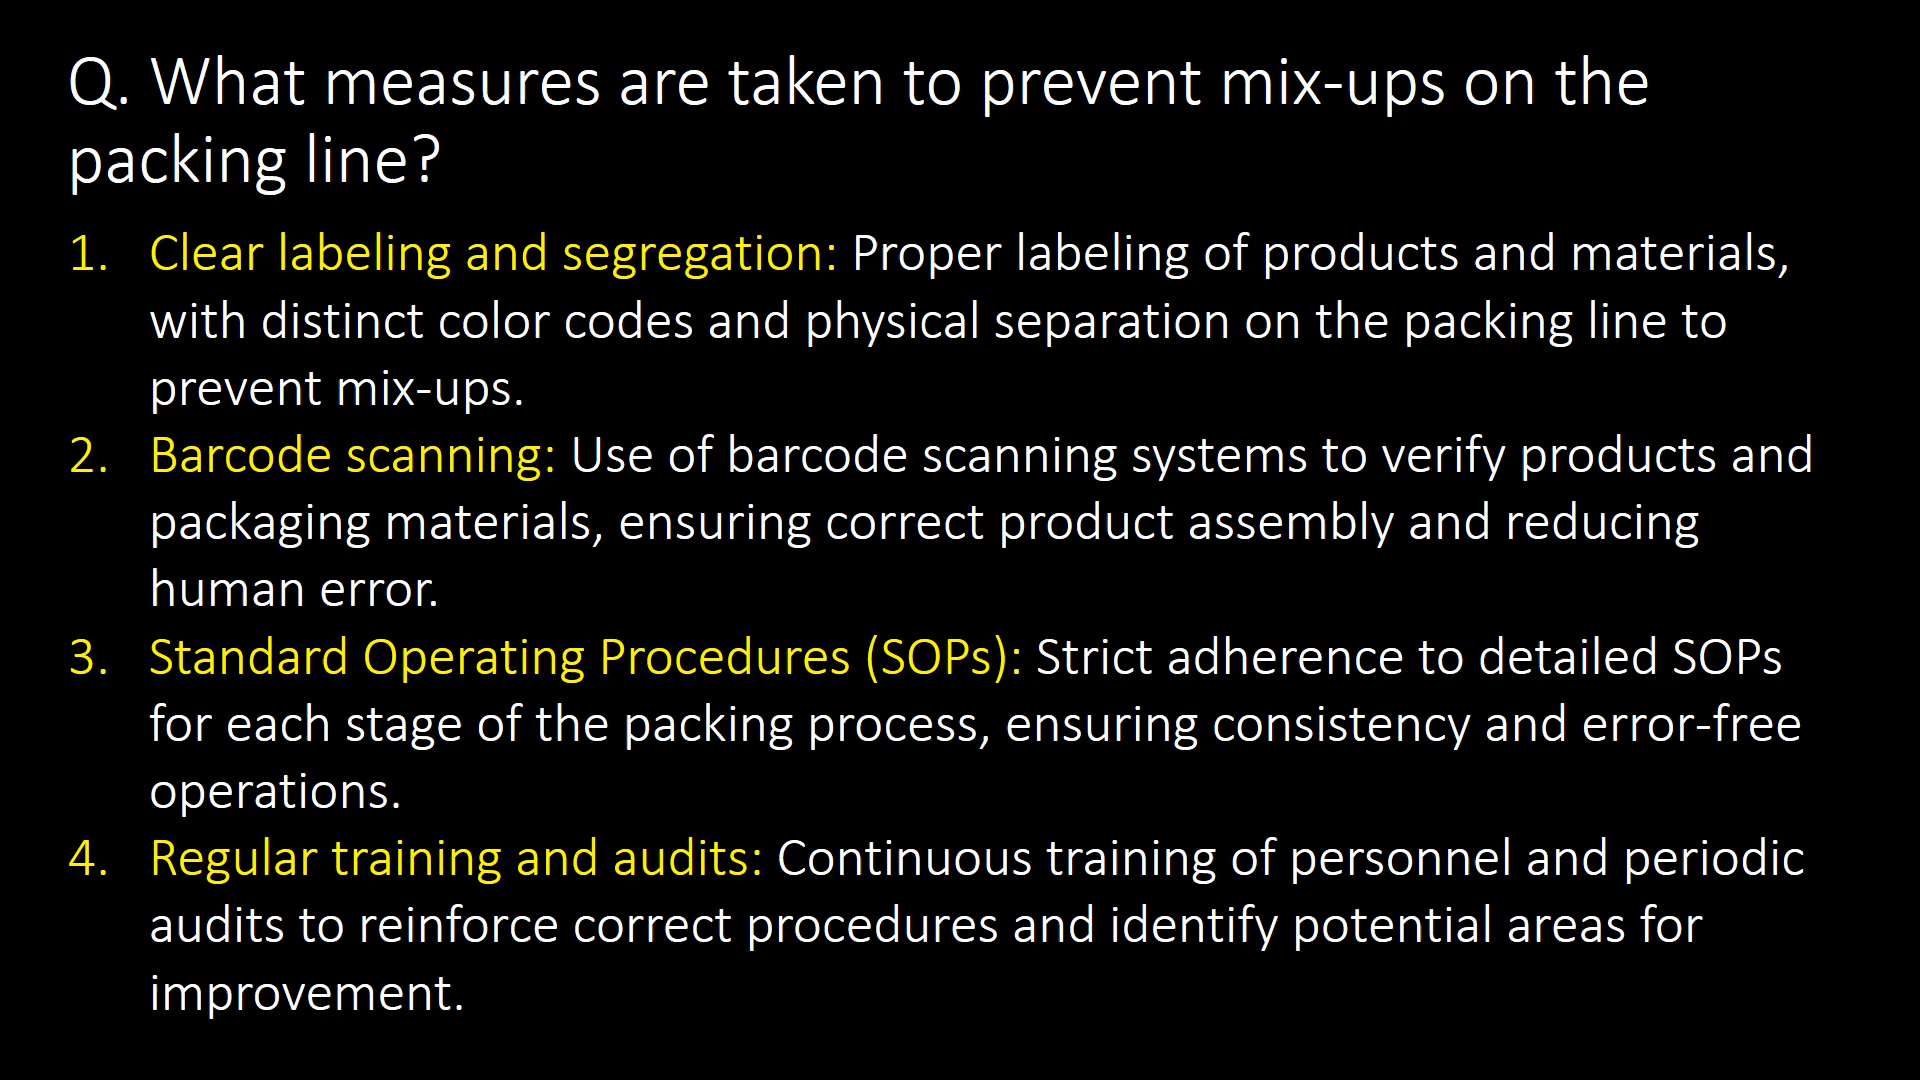 Q. What measures are taken to prevent mix-ups on the
packing line?
1. Clear labeling and segregation: Proper labeling of products and materials,
with distinct color codes and physical separation on the packing line to
prevent mix-ups.
2. Barcode scanning: Use of barcode scanning systems to verify products and
packaging materials, ensuring correct product assembly and reducing
human error.
3. Standard Operating Procedures (SOPs): Strict adherence to detailed SOPs
for each stage of the packing process, ensuring consistency and error-free
operations.
4. Regular training and audits: Continuous training of personnel and periodic
audits to reinforce correct procedures and identify potential areas for
improvement.